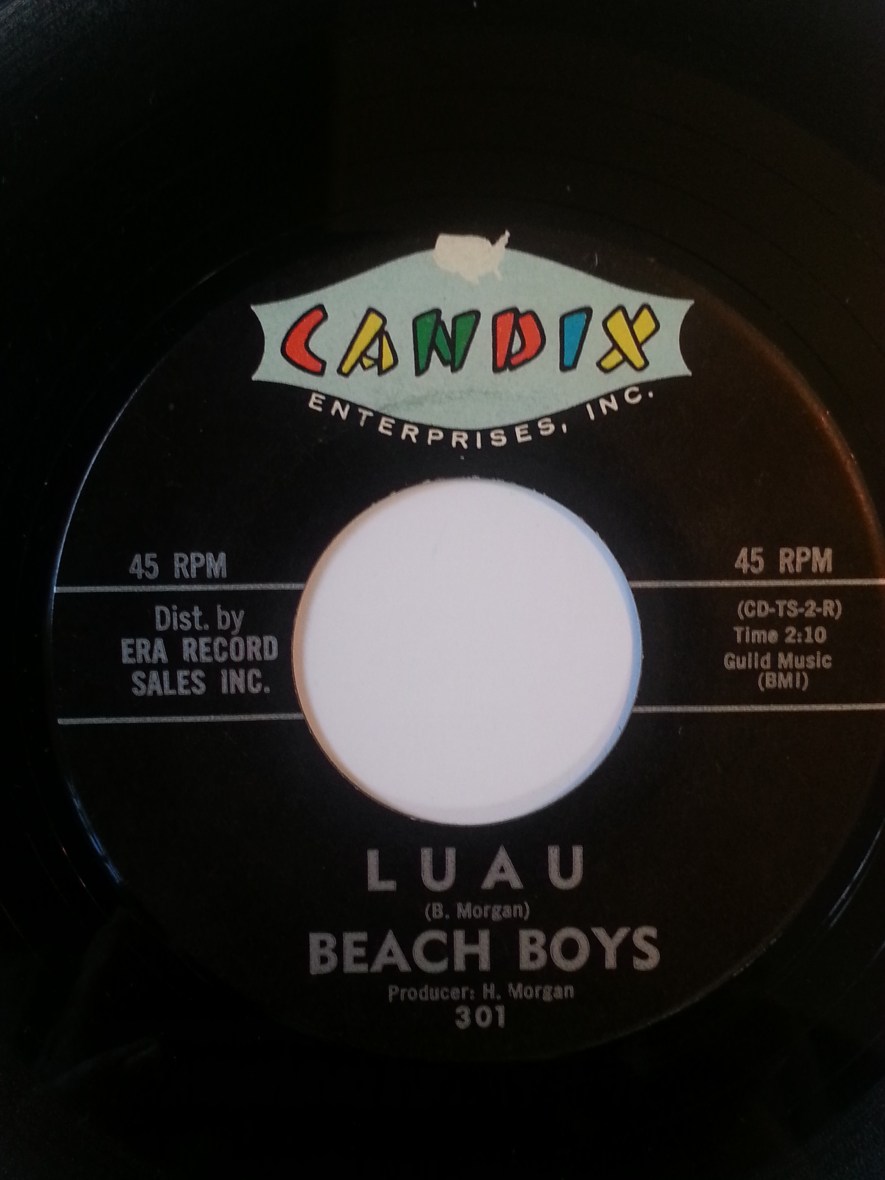 CANDIX
ENTERPRISES, INC.
45 RPM
Dist. by
ERA RECORD
SALES INC.
45 RPM
(CD-TS-2-R)
Time 2:10
Guild Music
(BMI)
LUAU
(B. Morgan)
BEACH BOYS
Producer: H. Morgan
301